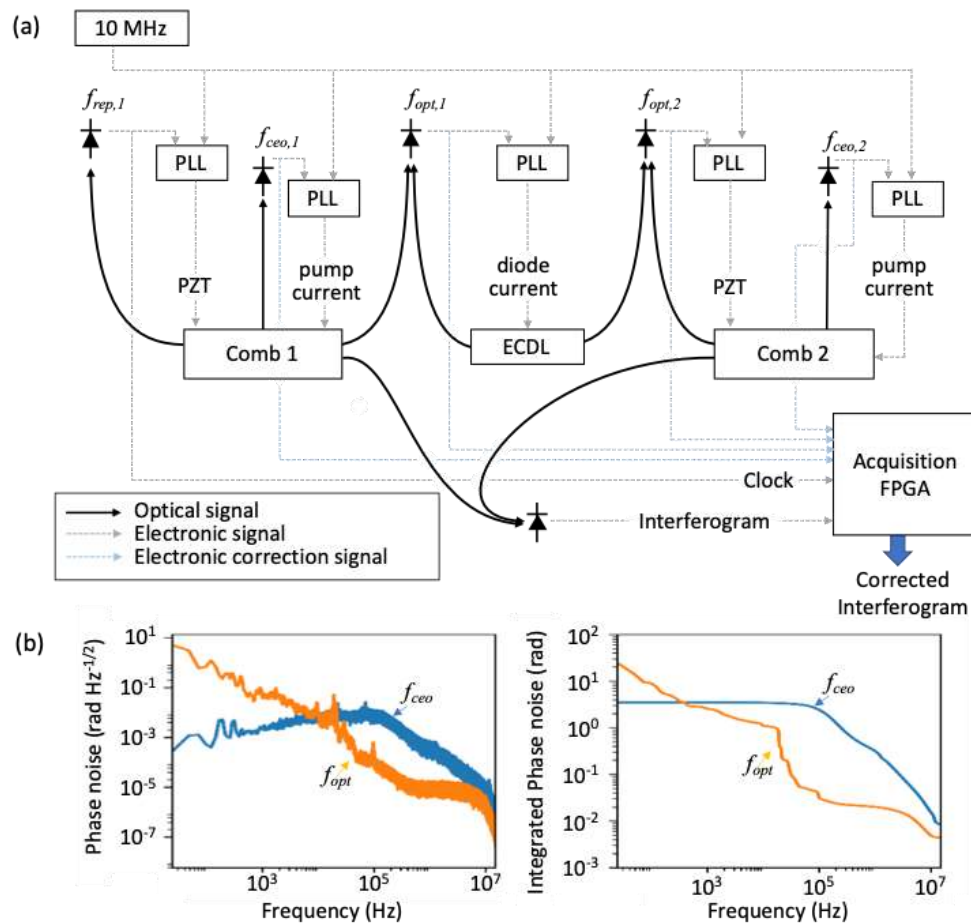 (a)
10 MHz
f_rep,1
f_ceo,1
f_opt,1
f_opt,2
f_ceo,2
PLL
PLL
PLL
PLL
PLL
PZT
pump
current
diode
current
PZT
pump
current
Comb 1
ECDL
Comb 2
Acquisition
FPGA
Clock
Interferogram
Optical signal
Electronic signal
Electronic correction signal
Corrected
Interferogram
(b)
Phase noise (rad Hz^-1/2)
10^1
10^-1
10^-3
10^-5
10^-7
f_ceo
f_opt
10^3 10^5 10^7
Frequency (Hz)
Integrated Phase noise (rad)
10^2
10^1
10^0
10^-1
10^-2
10^-3
f_ceo
f_opt
10^3 10^5 10^7
Frequency (Hz)